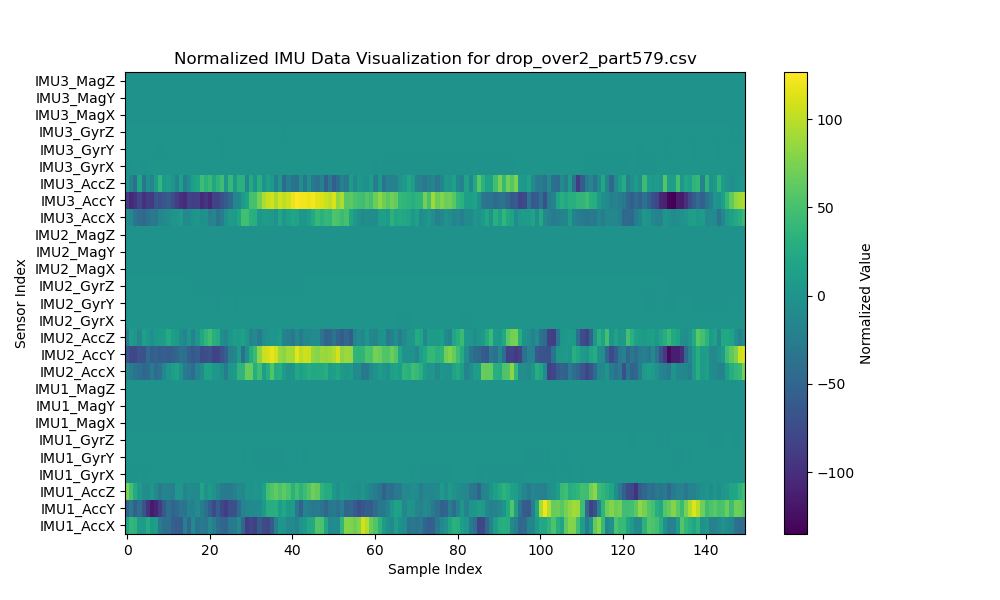 Normalized IMU Data Visualization for drop_over2_part579.csv
IMU3_MagZ
IMU3_MagY
IMU3_MagX
IMU3_GyrZ
IMU3_GyrY
IMU3_GyrX
IMU3_AccZ
IMU3_AccY
IMU3_AccX
IMU2_MagZ
IMU2_MagY
IMU2_MagX
IMU2_GyrZ
IMU2_GyrY
IMU2_GyrX
IMU2_AccZ
IMU2_AccY
IMU2_AccX
IMU1_MagZ
IMU1_MagY
IMU1_MagX
IMU1_GyrZ
IMU1_GyrY
IMU1_GyrX
IMU1_AccZ
IMU1_AccY
IMU1_AccX
Sensor Index
0 20 40 60 80 100 120 140
Sample Index
100
50
0
−50
−100
Normalized Value